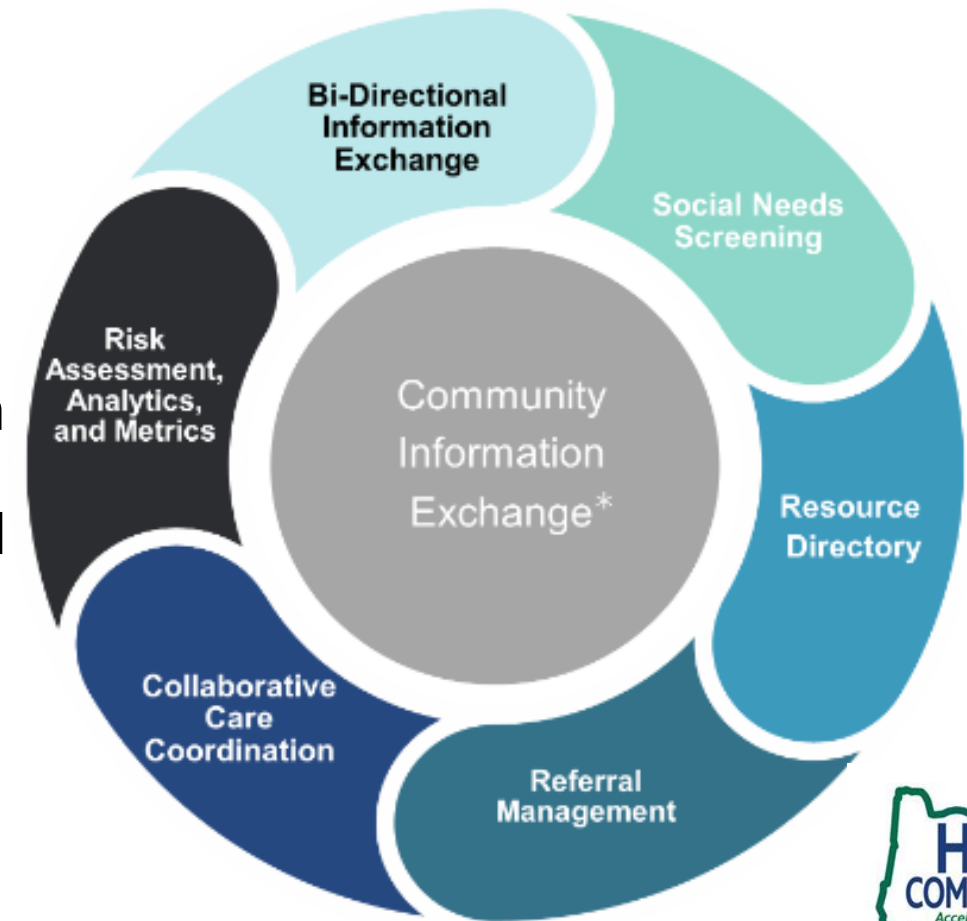 Bi-Directional
Information
Exchange
Social Needs
Screening
Risk
Assessment,
Analytics,
and Metrics
Community
Information
Exchange*
Resource
Directory
Collaborative
Care
Coordination
Referral
Management